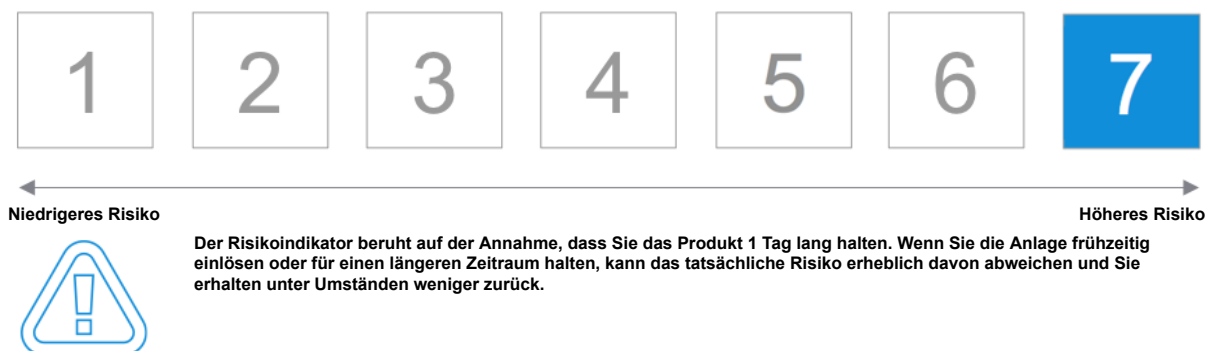 1 2 3 4 5 6 7
Niedrigeres Risiko Höheres Risiko
Der Risikoindikator beruht auf der Annahme, dass Sie das Produkt 1 Tag lang halten. Wenn Sie die Anlage frühzeitig
einlösen oder für einen längeren Zeitraum halten, kann das tatsächliche Risiko erheblich davon abweichen und Sie
erhalten unter Umständen weniger zurück.